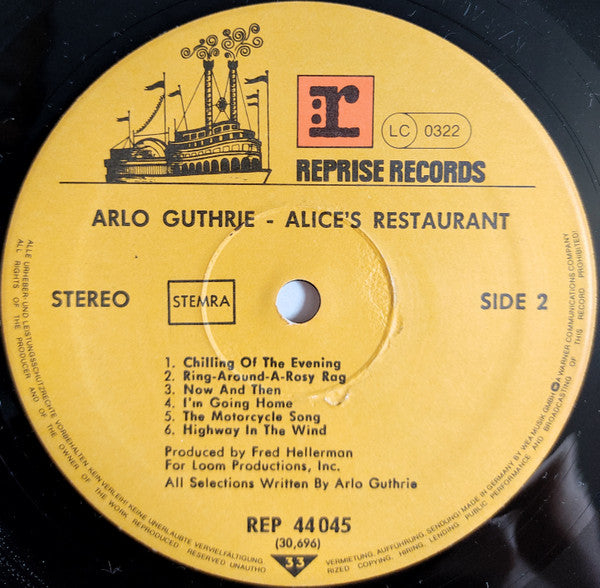 r:
LC 0322
REPRISE RECORDS
ARLO GUTHRIE - ALICE'S RESTAURANT
STEREO
STEMRA
SIDE 2
1. Chilling Of The Evening
2. Ring-Around-A-Rosy Rag
3. Now And Then
4. I'm Going Home
5. The Motorcycle Song
6. Highway In The Wind
Produced by Fred Hellerman
For Loom Productions, Inc.
All Selections Written By Arlo Guthrie
REP 44 045
(30,696)
33
ALLE URHEBER- UND LEISTUNGSSCHUTZRECHTE VORBEHALTEN KEIN VERLEIH! KEINE UNERLAUBTE VERVIELFÄLTIGUNG, VERMIETUNG, AUFFÜHRUNG, SENDUNG! MADE IN GERMANY BY WEA MUSIK GMBH A WARNER COMMUNICATIONS COMPANY
ALL RIGHTS OF THE PRODUCER AND OF THE OWNER OF THE WORK REPRODUCED RESERVED UNAUTHORIZED COPYING, HIRING, LENDING, PUBLIC PERFORMANCE AND BROADCASTING OF THIS RECORD PROHIBITED!